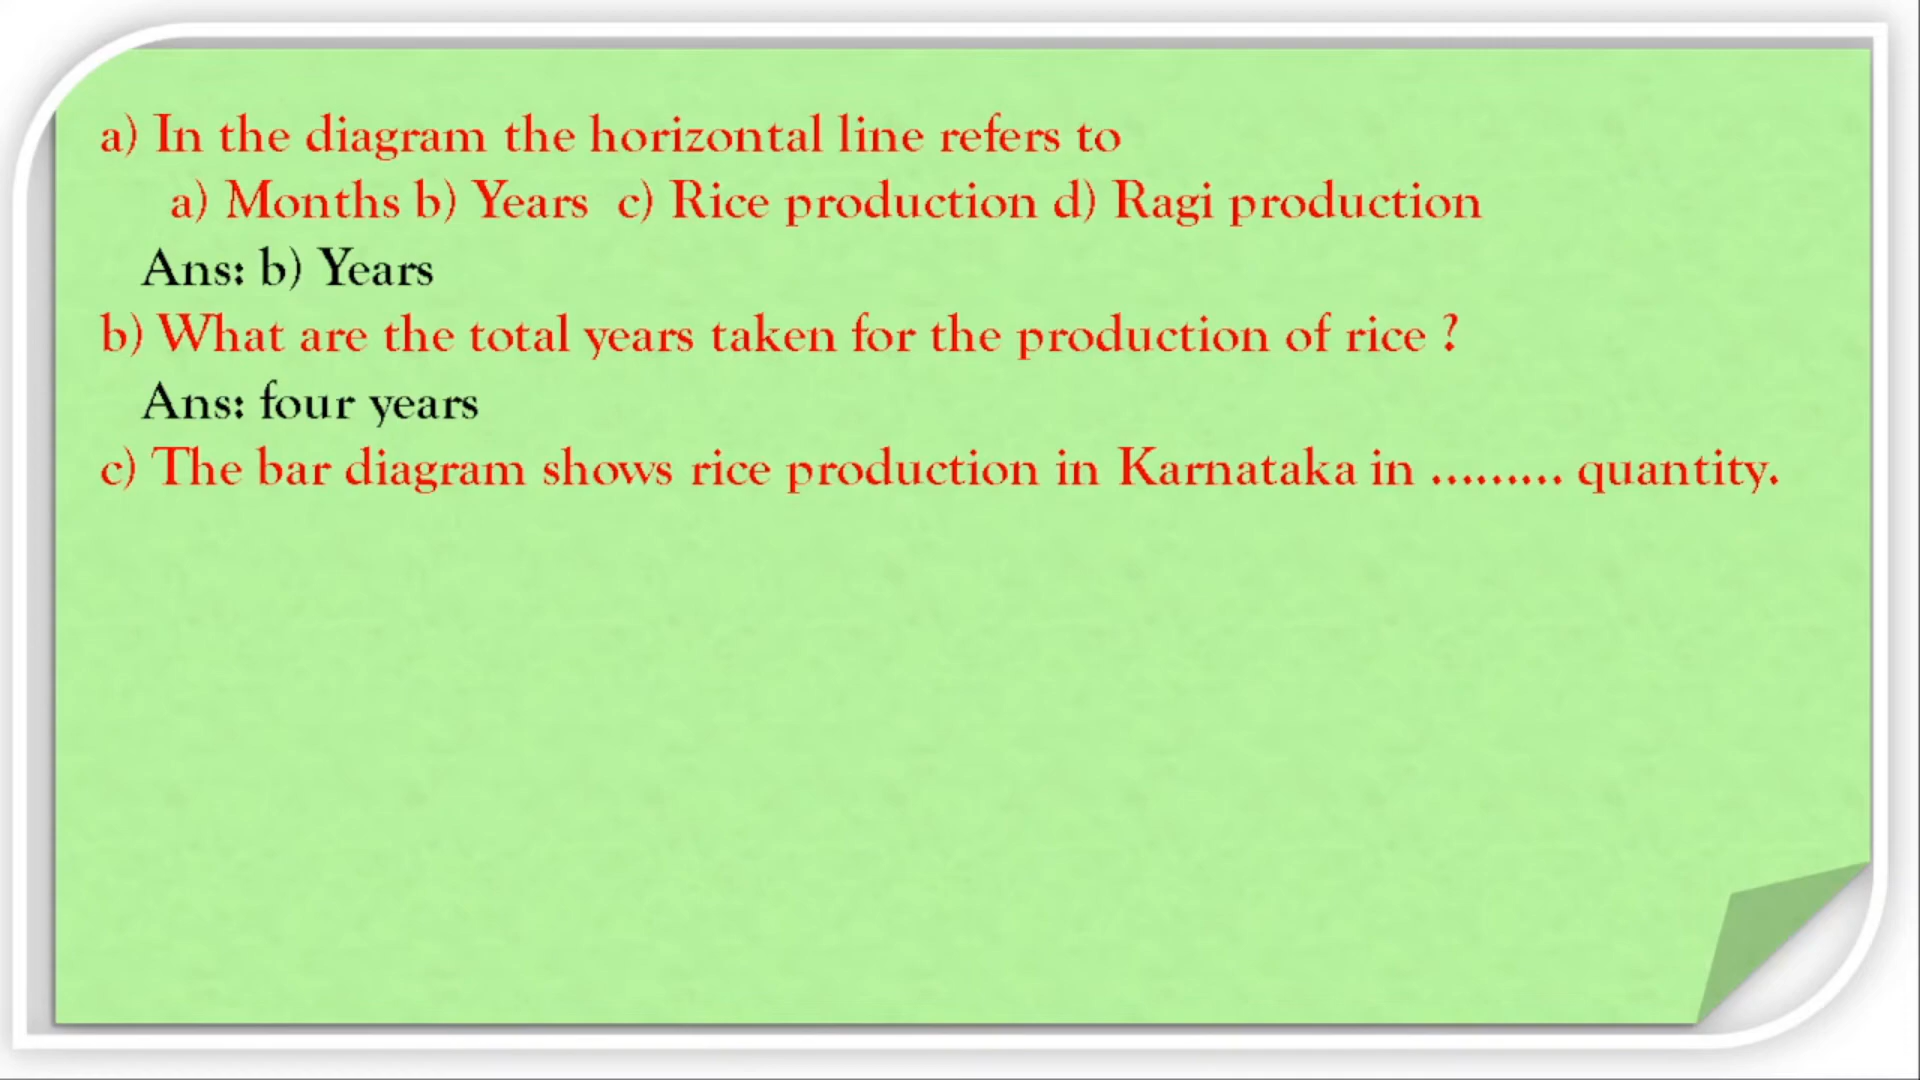 a) In the diagram the horizontal line refers to
a) Months b) Years c) Rice production d) Ragi production
Ans: b) Years
b) What are the total years taken for the production of rice ?
Ans: four years
c) The bar diagram shows rice production in Karnataka in ......... quantity.